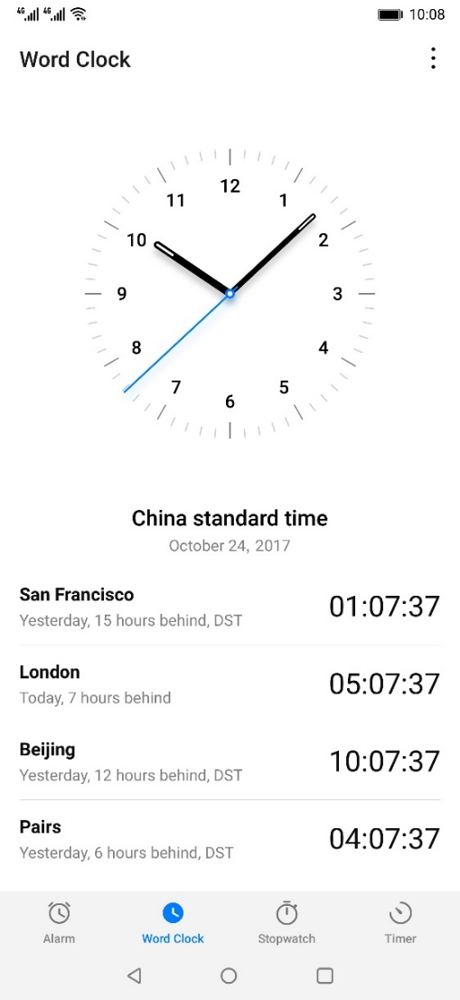 4G 4G 10:08
Word Clock
12
11 1
10 2
9 3
8 4
7 5
6
China standard time
October 24, 2017
San Francisco
01:07:37
Yesterday, 15 hours behind, DST
London
05:07:37
Today, 7 hours behind
Beijing
10:07:37
Yesterday, 12 hours behind, DST
Pairs
04:07:37
Yesterday, 6 hours behind, DST
Alarm Word Clock Stopwatch Timer